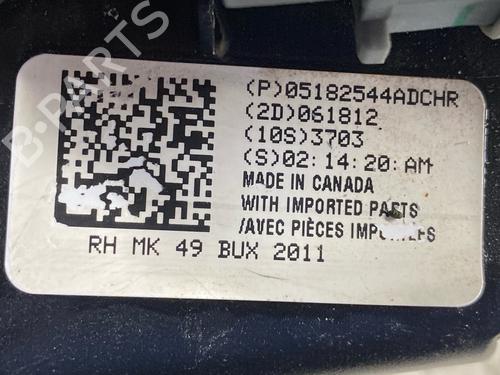 (P)05182544ADCHR
(2D)061812
(10S)3703
(S)02:14:20:AM
MADE IN CANADA
WITH IMPORTED PARTS
/AVEC PIÈCES
RH MK 49 BUX 2011
B-PARTS